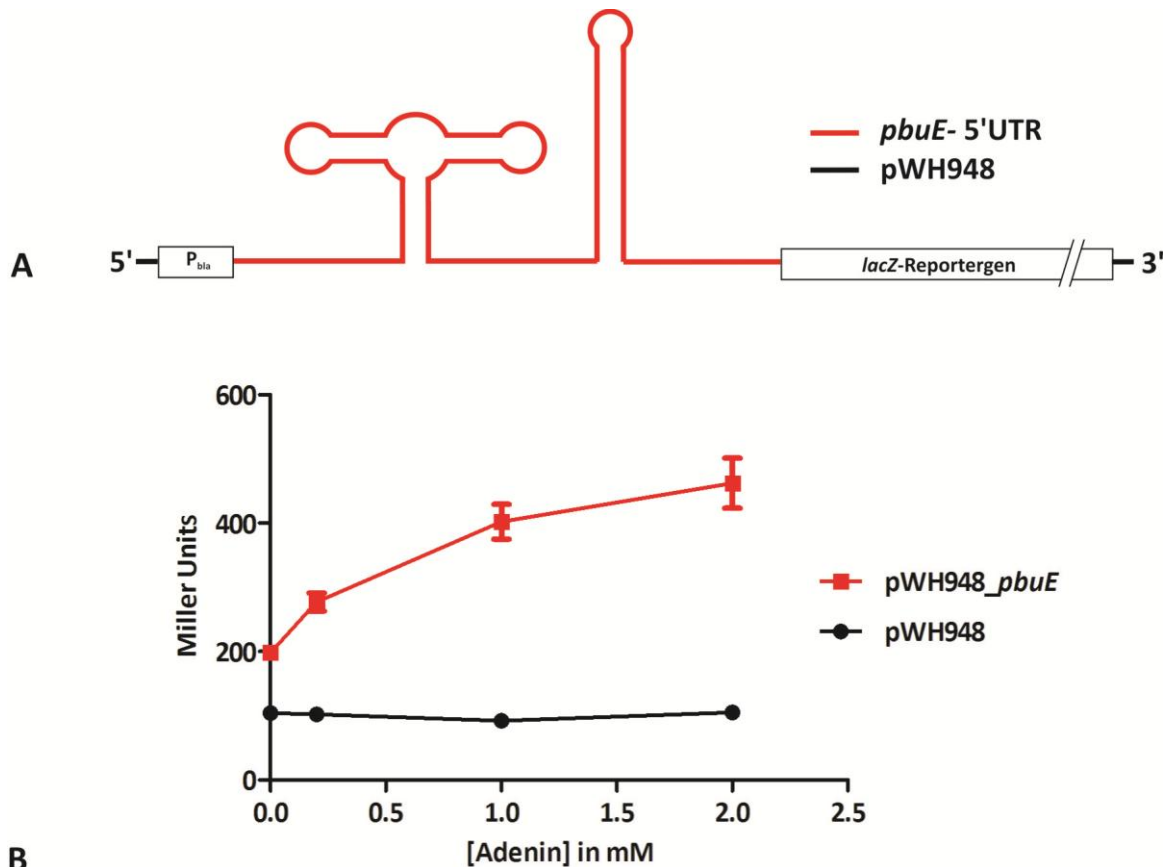 pbuE- 5'UTR
pWH948
A
5'
Pbla
lacZ-Reportergen
3'
600
400
200
0
Miller Units
0.0 0.5 1.0 1.5 2.0 2.5
[Adenin] in mM
pWH948_pbuE
pWH948
B